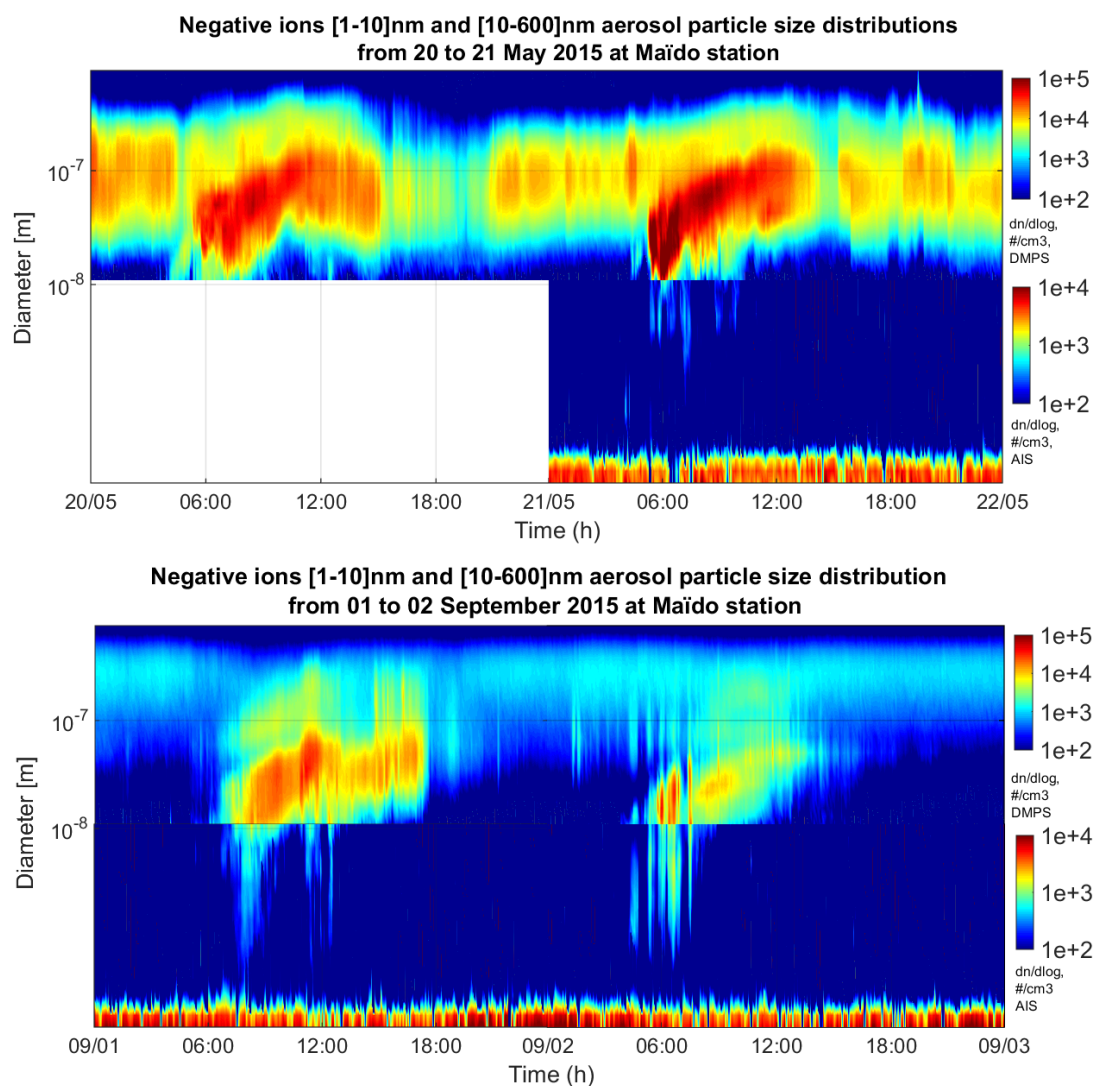 Negative ions [1-10]nm and [10-600]nm aerosol particle size distributions
from 20 to 21 May 2015 at Maïdo station
Diameter [m]
10-7
10-8
1e+5
1e+4
1e+3
1e+2
dn/dlog,
#/cm3,
DMPS
1e+4
1e+3
1e+2
dn/dlog,
#/cm3,
AIS
20/05 06:00 12:00 18:00 21/05 06:00 12:00 18:00 22/05
Time (h)
Negative ions [1-10]nm and [10-600]nm aerosol particle size distribution
from 01 to 02 September 2015 at Maïdo station
Diameter [m]
10-7
10-8
1e+5
1e+4
1e+3
1e+2
dn/dlog,
#/cm3
DMPS
1e+4
1e+3
1e+2
dn/dlog,
#/cm3
AIS
09/01 06:00 12:00 18:00 09/02 06:00 12:00 18:00 09/03
Time (h)